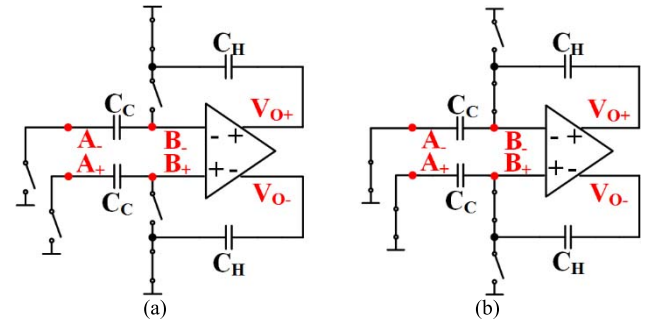 C_H C_H
C_C V_O+ C_C V_O+
A_- B_- - + A_- B_- - +
A_+ B_+ + - A_+ B_+ + -
C_C V_O- C_C V_O-
C_H C_H
(a) (b)